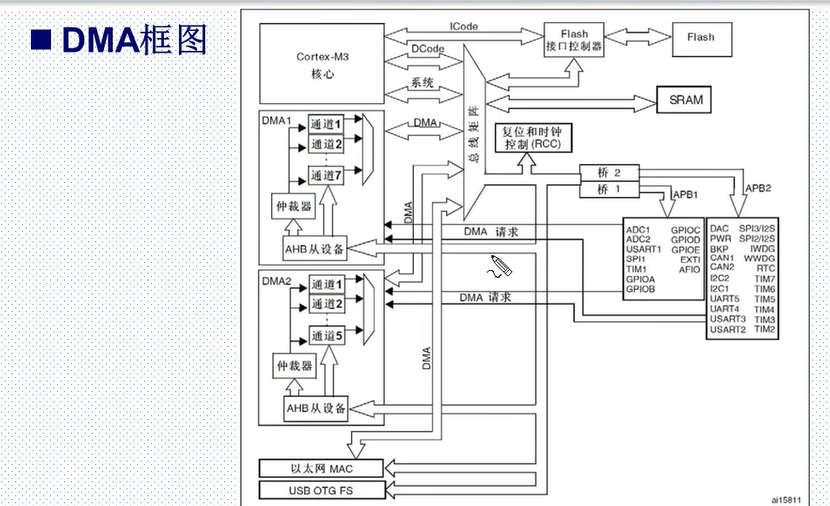 ■ DMA框图
ICode
DCode
系统
DMA
Cortex-M3
核心
Flash
接口控制器
Flash
SRAM
总线矩阵
复位和时钟
控制(RCC)
桥 2
桥 1
APB1
APB2
DMA1
通道1
通道2
通道7
仲裁器
AHB从设备
DMA
DMA 请求
DMA2
通道1
通道2
通道5
仲裁器
AHB从设备
DMA
DMA 请求
ADC1 GPIOC
ADC2 GPIOD
USART1 GPIOE
SPI1 EXTI
TIM1 AFIO
GPIOA
GPIOB
DAC SPI3/I2S
PWR SPI2/I2S
BKP IWDG
CAN1 WWDG
CAN2 RTC
I2C2 TIM7
I2C1 TIM6
UART5 TIM5
UART4 TIM4
USART3 TIM3
USART2 TIM2
以太网 MAC
USB OTG FS
ai15811